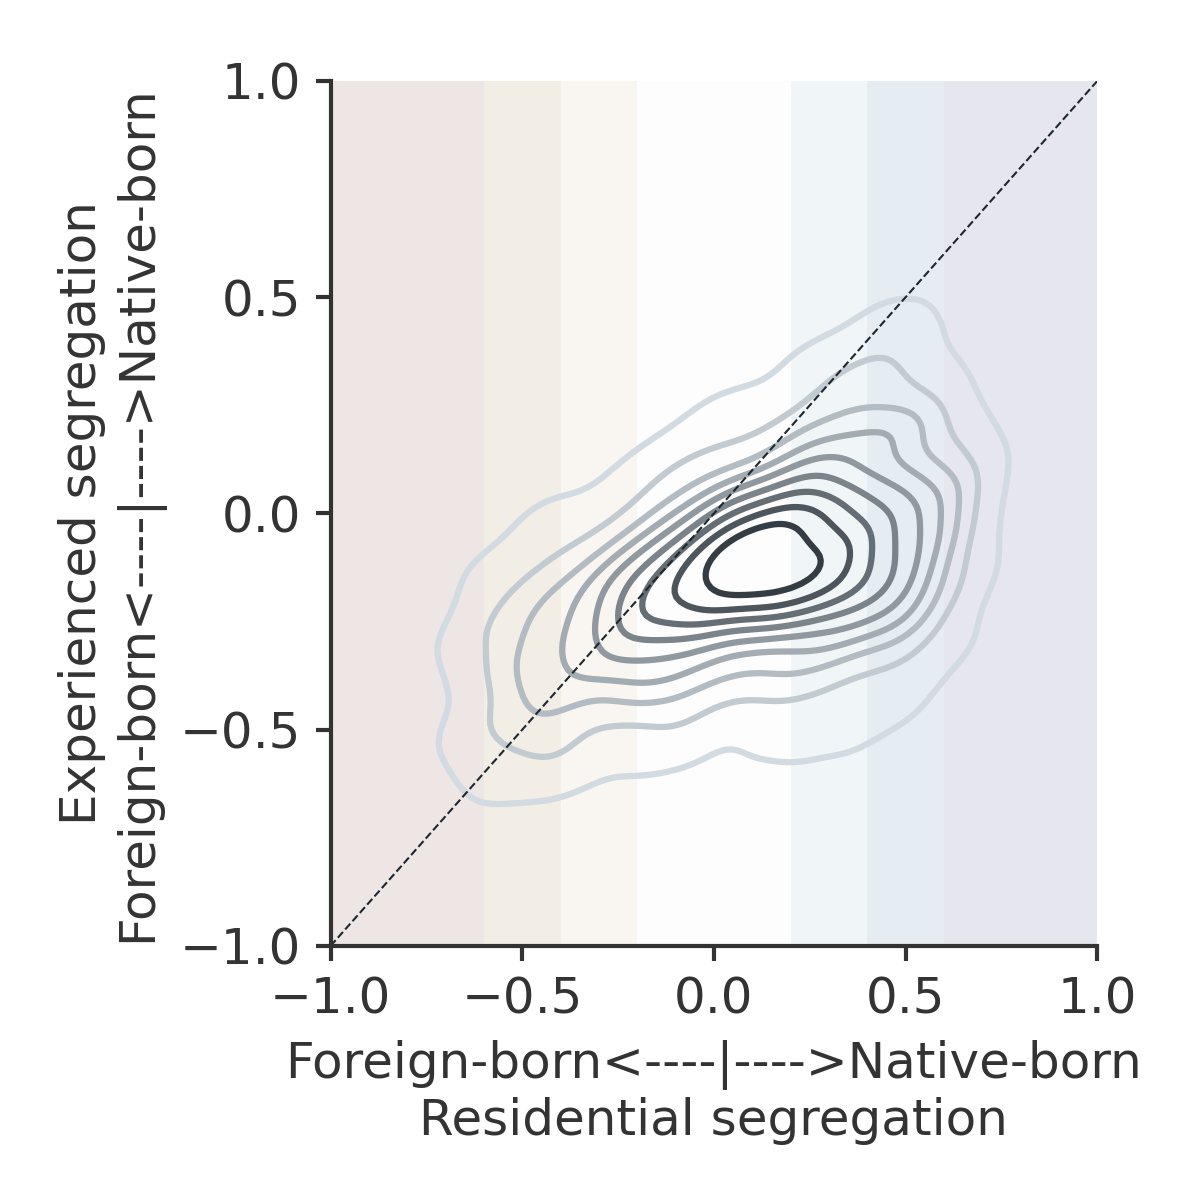 Experienced segregation
Foreign-born<----|---->Native-born
1.0
0.5
0.0
−0.5
−1.0
−1.0 −0.5 0.0 0.5 1.0
Foreign-born<----|---->Native-born
Residential segregation